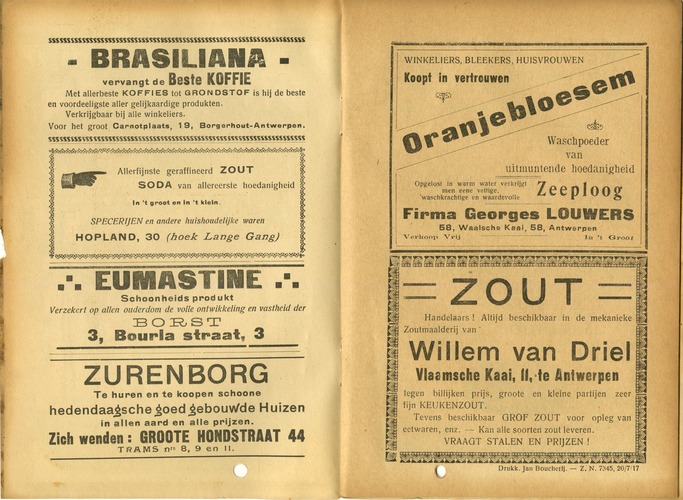 BRASILIANA
vervangt de Beste KOFFIE
Met allerbeste KOFFIES tot GRONDSTOF is hij de beste
en voordeeligste aller gelijkaardige produkten.
Verkrijgbaar bij alle winkeliers.
Voor het groot Carnotplaats, 19, Borgerhout-Antwerpen.
Allerfijnste geraffineerd ZOUT
SODA van allereerste hoedanigheid
In 't groot en in 't klein.
SPECERIJEN en andere huishoudelijke waren
HOPLAND, 30 (hoek Lange Gang)
EUMASTINE
Schoonheids produkt
Verzekert op allen ouderdom de volle ontwikkeling en vastheid der
BORST
3, Bourla straat, 3
ZURENBORG
Te huren en te koopen schoone
hedendaagsche goed gebouwde Huizen
in allen aard en alle prijzen.
Zich wenden : GROOTE HONDSTRAAT 44
TRAMS nrs 8, 9 en 11.
WINKELIERS, BLEEKERS, HUISVROUWEN
Koopt in vertrouwen
Oranjebloesem
Waschpoeder
van
uitmuntende hoedanigheid
Opgelost in warm water verkrijgt
men eene vettige,
waschkrachtige en waardevolle
Zeeploog
Firma Georges LOUWERS
58, Waalsche Kaai, 58, Antwerpen
Verkoop Vrij In 't Groot
= ZOUT =
Handelaars ! Altijd beschikbaar in de mekanieke
Zoutmaalderij van
Willem van Driel
Vlaamsche Kaai, 11, te Antwerpen
tegen billijken prijs, groote en kleine partijen zeer
fijn KEUKENZOUT.
Tevens beschikbaar GROF ZOUT voor opleg van
eetwaren, enz. — Kan alle soorten zout leveren.
VRAAGT STALEN EN PRIJZEN !
Drukk. Jan Boucherij. — Z. N. 7345, 20/7/17